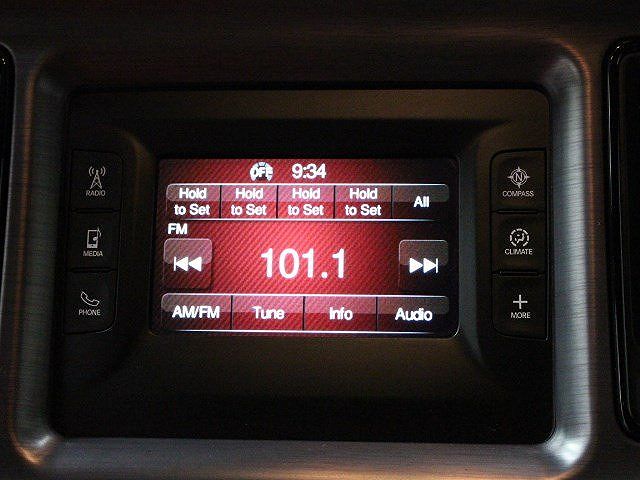 OFF 9:34
Hold to Set Hold to Set Hold to Set Hold to Set All
FM
101.1
AM/FM Tune Info Audio
RADIO
MEDIA
PHONE
N
COMPASS
CLIMATE
MORE